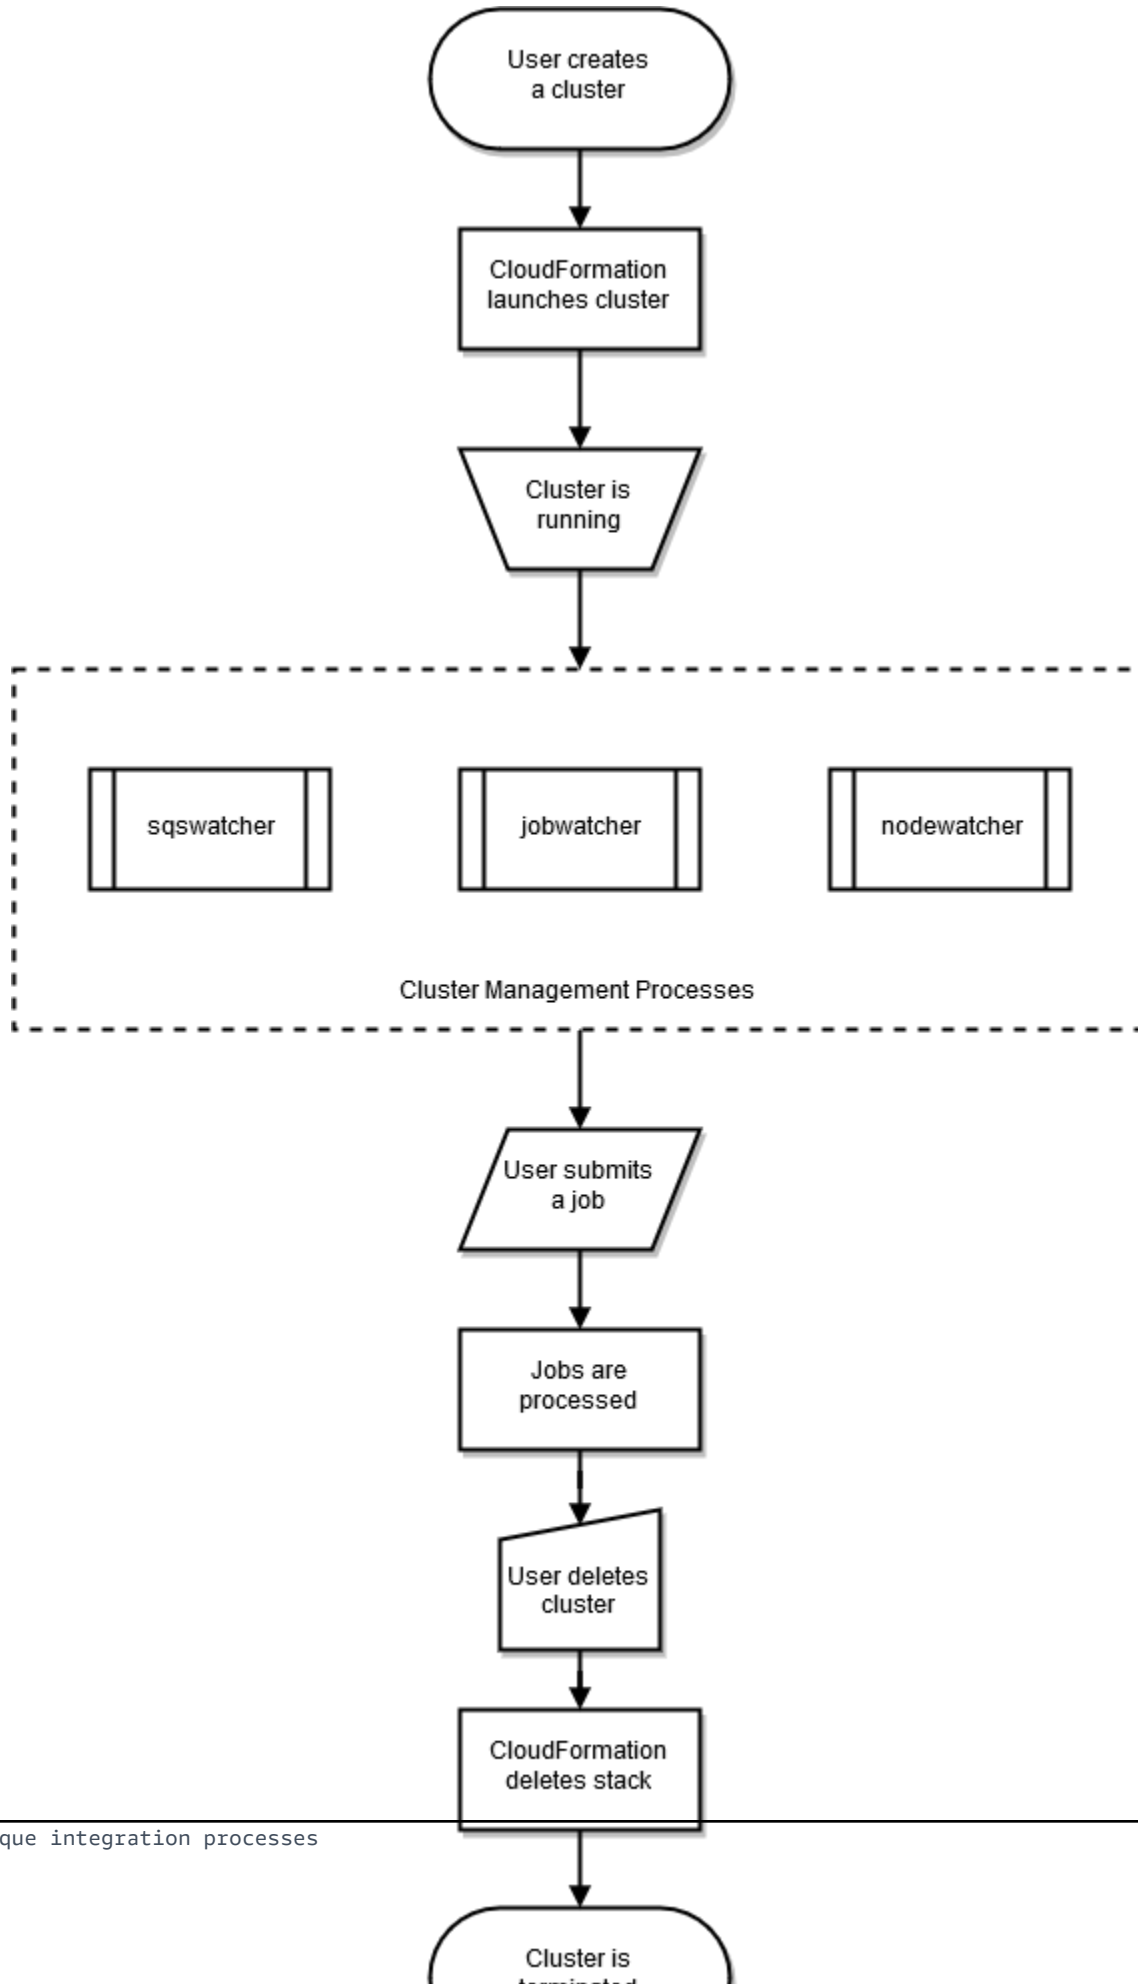 User creates
a cluster
CloudFormation
launches cluster
Cluster is
running
sqswatcher
jobwatcher
nodewatcher
Cluster Management Processes
User submits
a job
Jobs are
processed
User deletes
cluster
CloudFormation
deletes stack
que integration processes
Cluster is